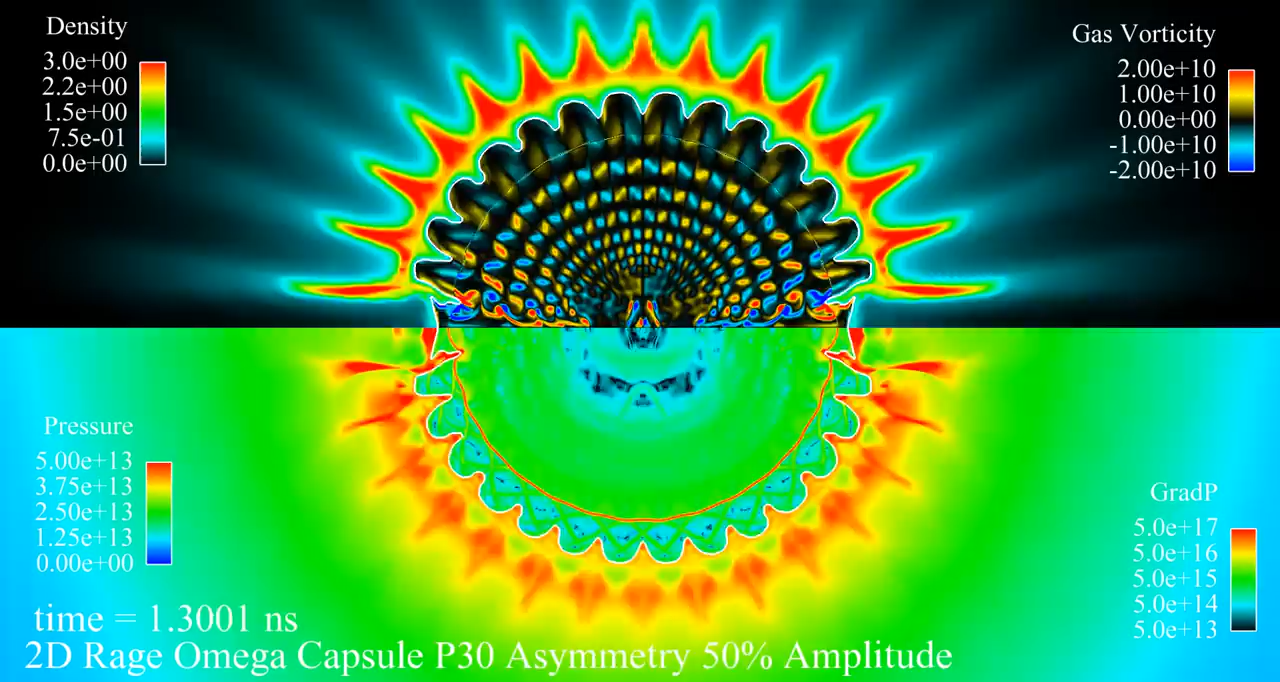 Density
3.0e+00
2.2e+00
1.5e+00
7.5e-01
0.0e+00
Gas Vorticity
2.00e+10
1.00e+10
0.00e+00
-1.00e+10
-2.00e+10
Pressure
5.00e+13
3.75e+13
2.50e+13
1.25e+13
0.00e+00
GradP
5.0e+17
5.0e+16
5.0e+15
5.0e+14
5.0e+13
time = 1.3001 ns
2D Rage Omega Capsule P30 Asymmetry 50% Amplitude